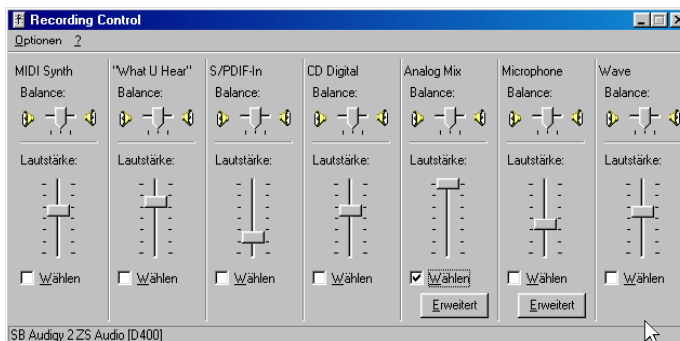 Recording Control
Optionen ?
MIDI Synth "What U Hear" S/PDIF-In CD Digital Analog Mix Microphone Wave
Balance: Balance: Balance: Balance: Balance: Balance: Balance:
Lautstärke: Lautstärke: Lautstärke: Lautstärke: Lautstärke: Lautstärke: Lautstärke:
Wählen Wählen Wählen Wählen Wählen Wählen Wählen
Erweitert Erweitert
SB Audigy 2 ZS Audio [D400]